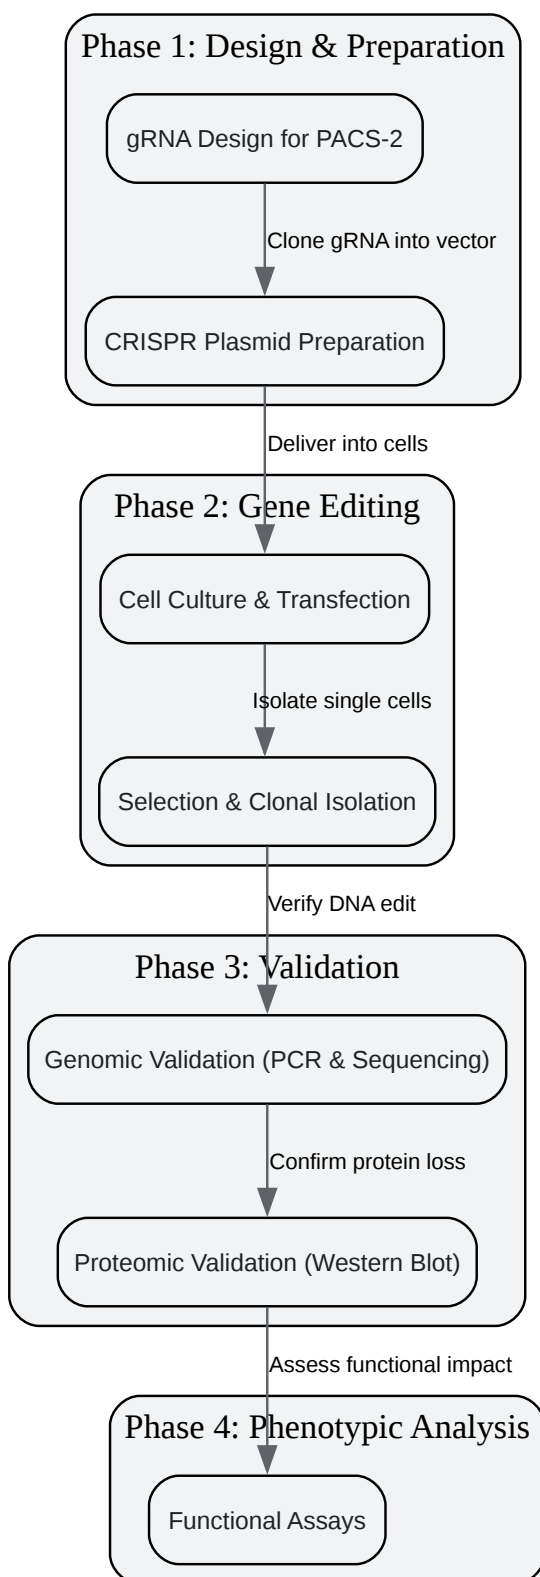 Phase 1: Design & Preparation
gRNA Design for PACS-2
Clone gRNA into vector
CRISPR Plasmid Preparation
Deliver into cells
Phase 2: Gene Editing
Cell Culture & Transfection
Isolate single cells
Selection & Clonal Isolation
Verify DNA edit
Phase 3: Validation
Genomic Validation (PCR & Sequencing)
Confirm protein loss
Proteomic Validation (Western Blot)
Assess functional impact
Phase 4: Phenotypic Analysis
Functional Assays